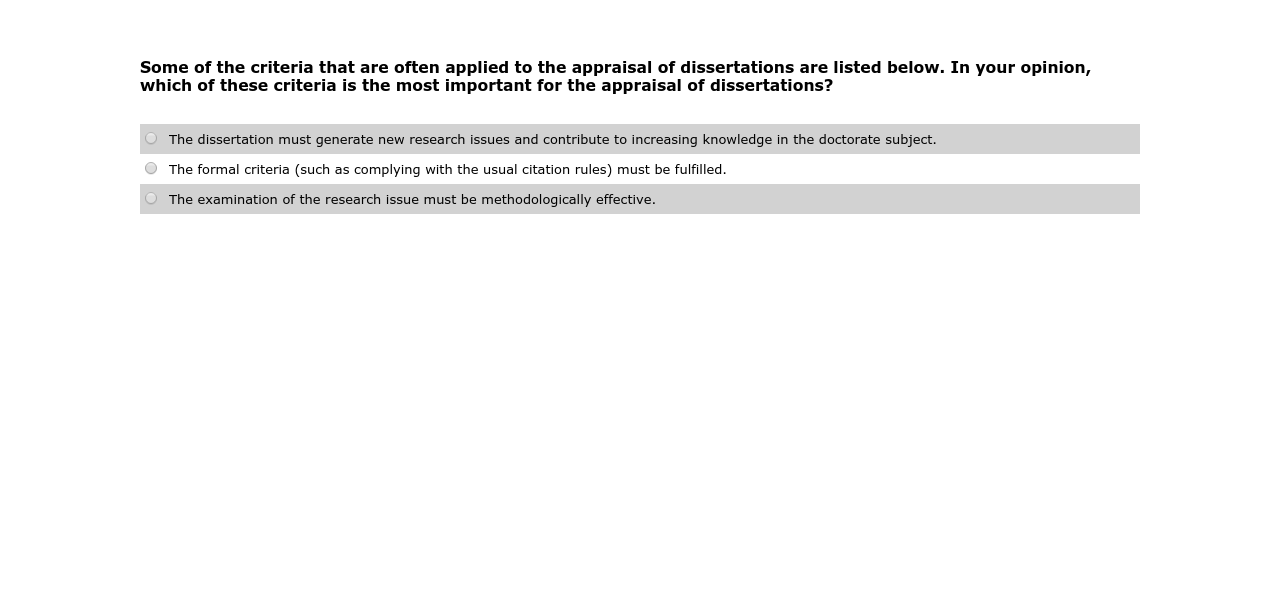 Some of the criteria that are often applied to the appraisal of dissertations are listed below. In your opinion,
which of these criteria is the most important for the appraisal of dissertations?
The dissertation must generate new research issues and contribute to increasing knowledge in the doctorate subject.
The formal criteria (such as complying with the usual citation rules) must be fulfilled.
The examination of the research issue must be methodologically effective.